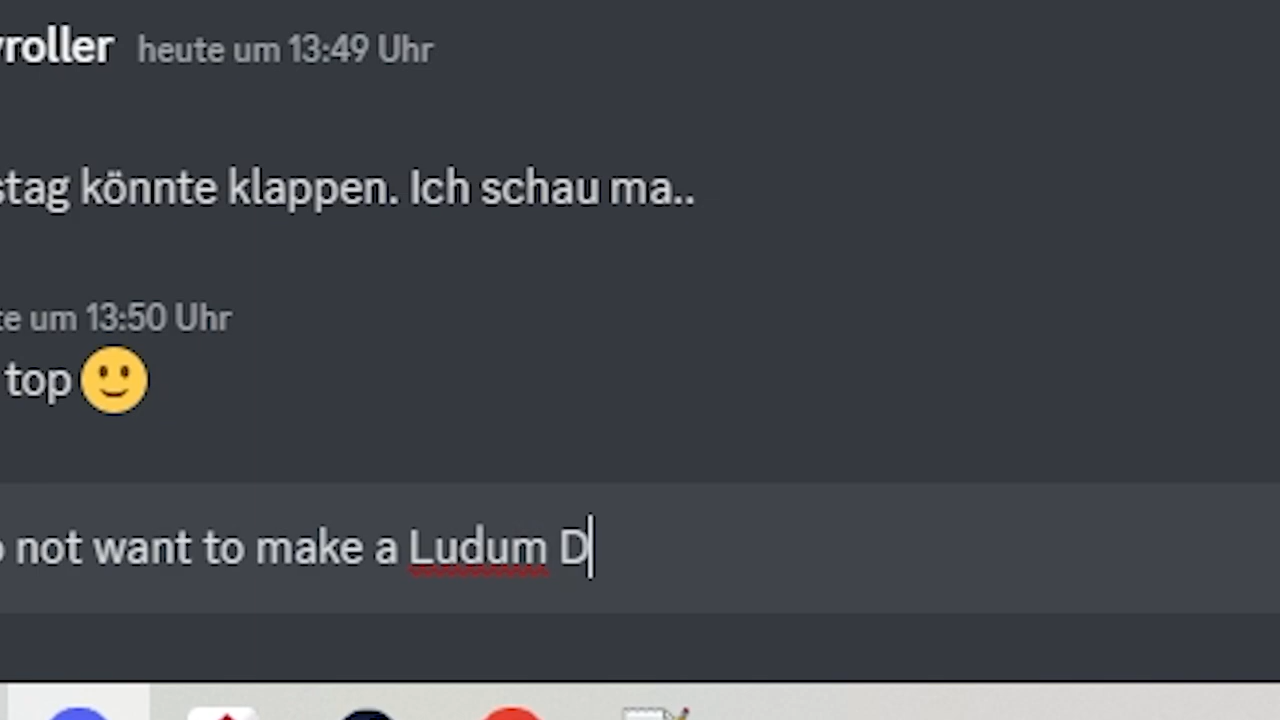 roller heute um 13:49 Uhr
stag könnte klappen. Ich schau ma..
te um 13:50 Uhr
top
not want to make a Ludum D